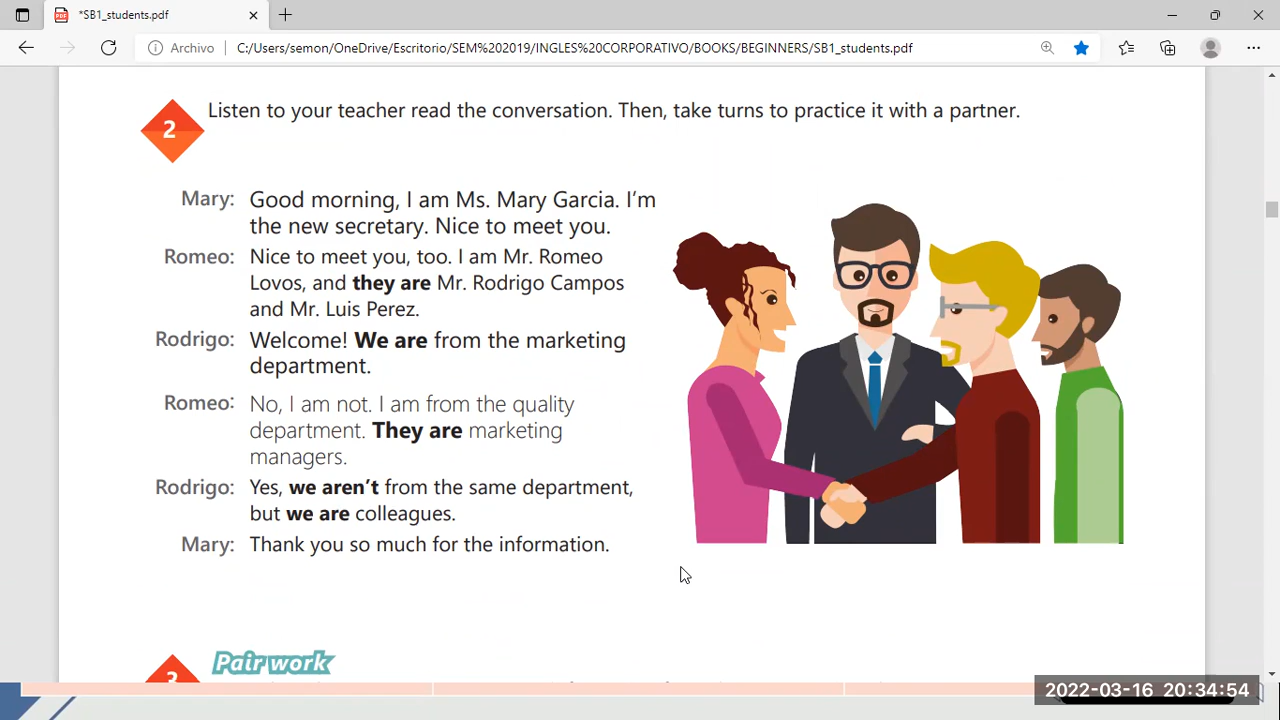 *SB1_students.pdf
Archivo C:/Users/semon/OneDrive/Escritorio/SEM%202019/INGLES%20CORPORATIVO/BOOKS/BEGINNERS/SB1_students.pdf
2 Listen to your teacher read the conversation. Then, take turns to practice it with a partner.
Mary: Good morning, I am Ms. Mary Garcia. I'm
the new secretary. Nice to meet you.
Romeo: Nice to meet you, too. I am Mr. Romeo
Lovos, and they are Mr. Rodrigo Campos
and Mr. Luis Perez.
Rodrigo: Welcome! We are from the marketing
department.
Romeo: No, I am not. I am from the quality
department. They are marketing
managers.
Rodrigo: Yes, we aren't from the same department,
but we are colleagues.
Mary: Thank you so much for the information.
3 Pair work
2022-03-16 20:34:54